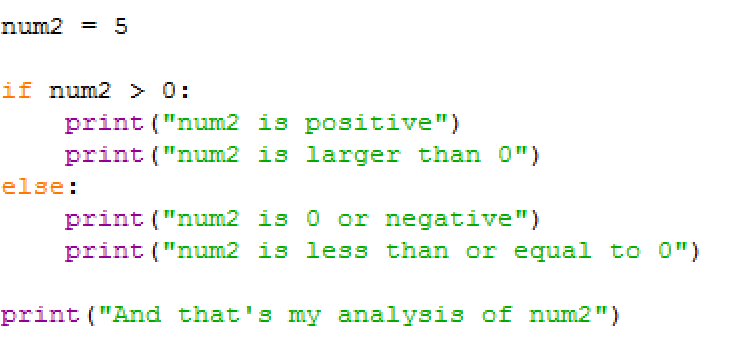 num2 = 5
if num2 > 0:
    print("num2 is positive")
    print("num2 is larger than 0")
else:
    print("num2 is 0 or negative")
    print("num2 is less than or equal to 0")
print("And that's my analysis of num2")